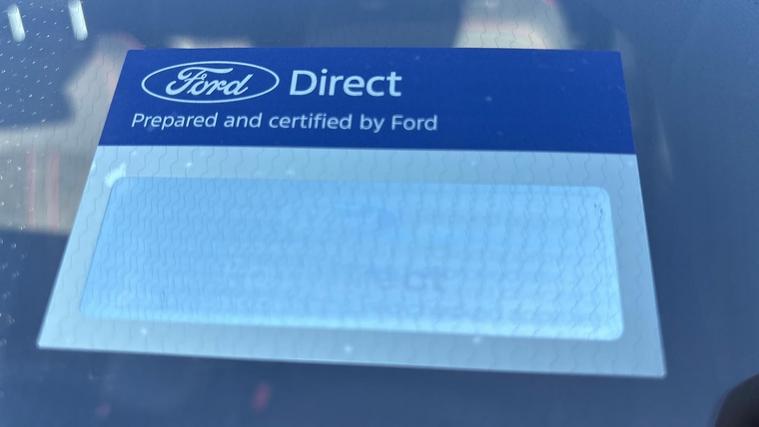 Ford Direct
Prepared and certified by Ford